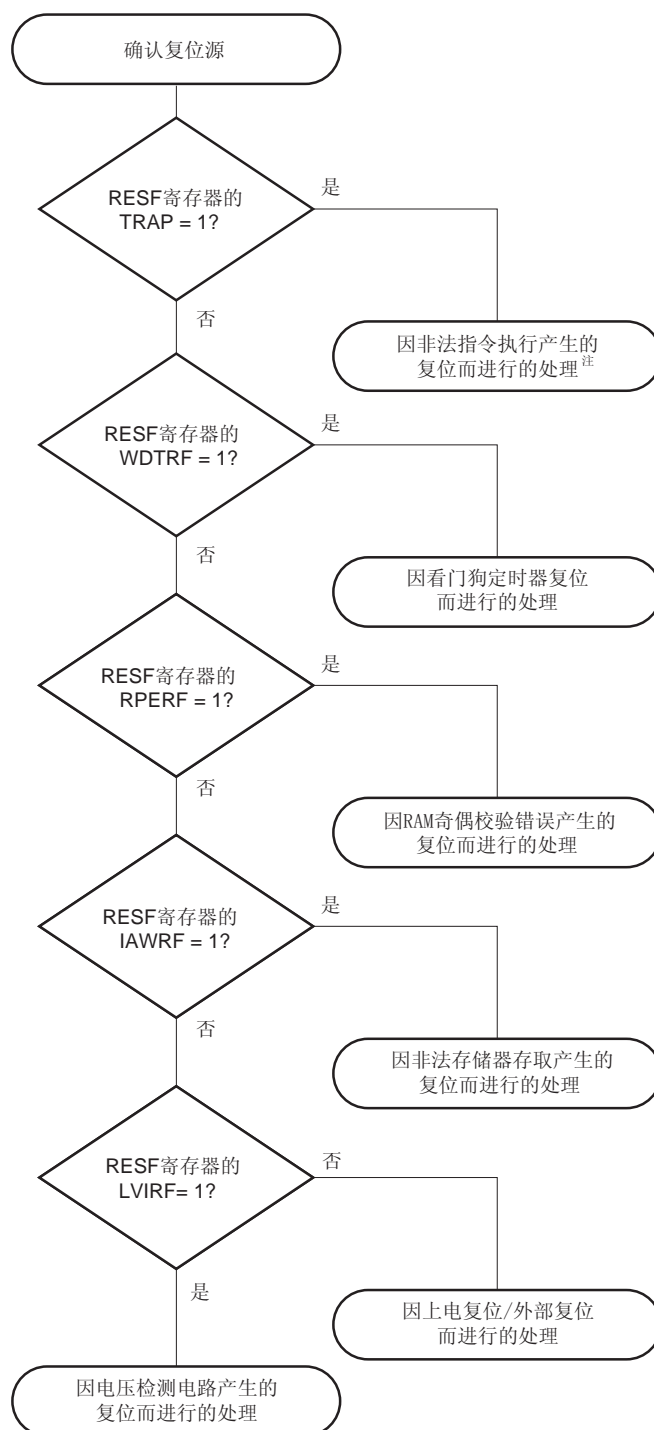 确认复位源
RESF寄存器的
TRAP = 1?
是
否
因非法指令执行产生的
复位而进行的处理注
RESF寄存器的
WDTRF = 1?
是
否
因看门狗定时器复位
而进行的处理
RESF寄存器的
RPERF = 1?
是
否
因RAM奇偶校验错误产生的
复位而进行的处理
RESF寄存器的
IAWRF = 1?
是
否
因非法存储器存取产生的
复位而进行的处理
RESF寄存器的
LVIRF= 1?
否
是
因上电复位/外部复位
而进行的处理
因电压检测电路产生的
复位而进行的处理